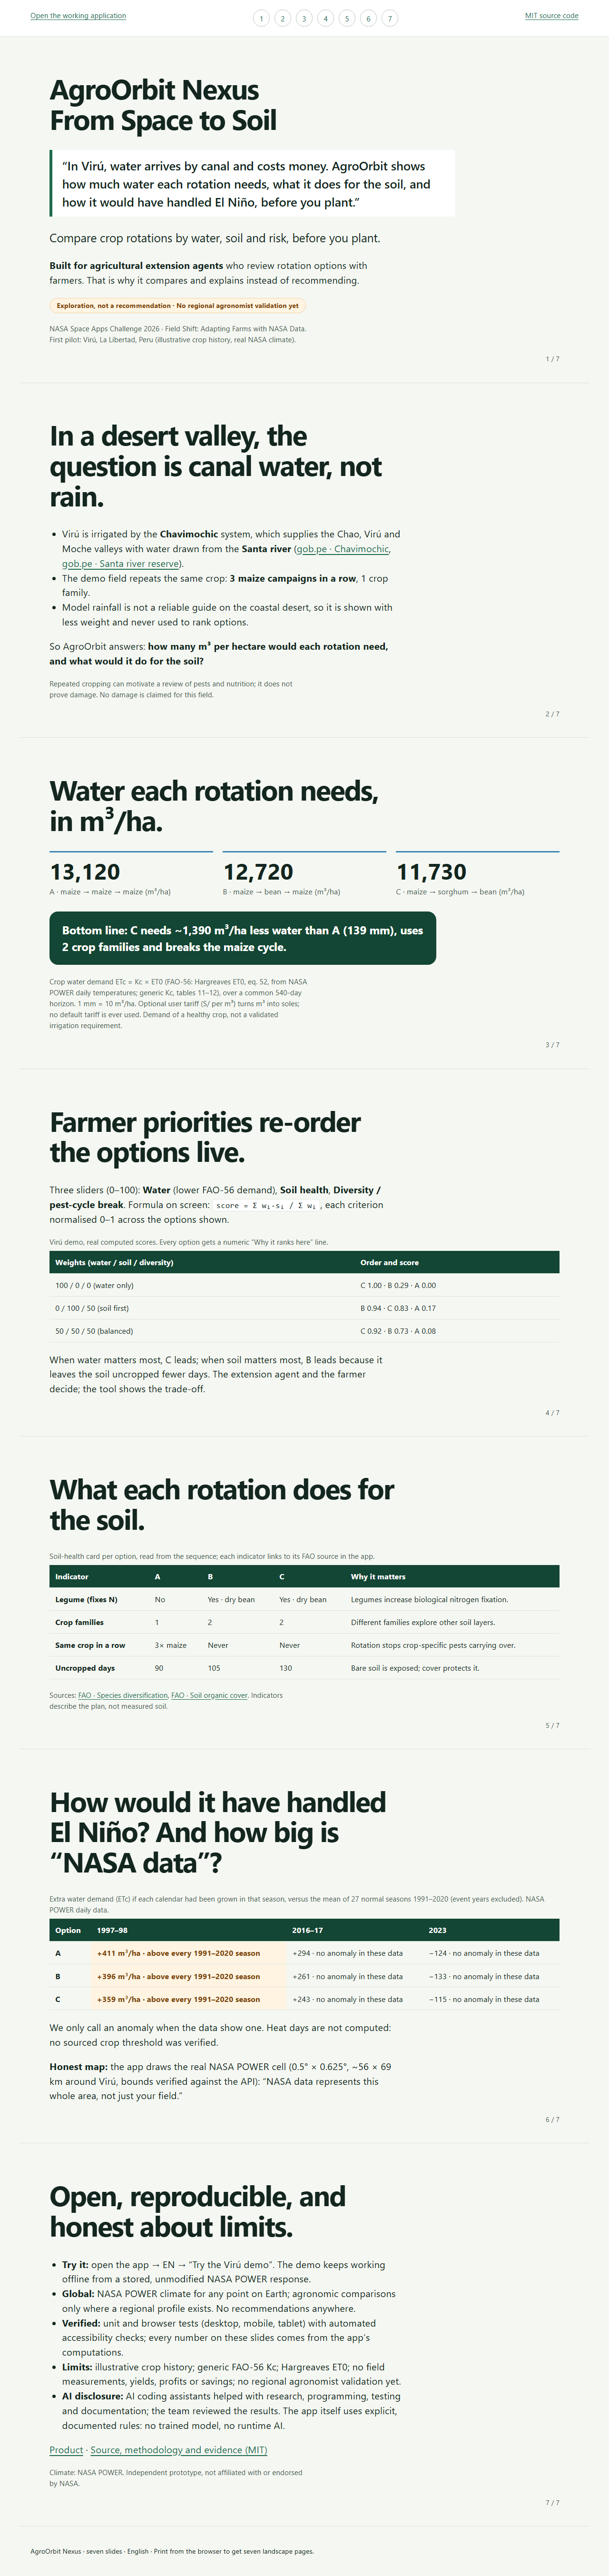 Open the working application
1 2 3 4 5 6 7
MIT source code
AgroOrbit Nexus
From Space to Soil
“In Virú, water arrives by canal and costs money. AgroOrbit shows
how much water each rotation needs, what it does for the soil, and
how it would have handled El Niño, before you plant.”
Compare crop rotations by water, soil and risk, before you plant.
Built for agricultural extension agents who review rotation options with
farmers. That is why it compares and explains instead of recommending.
Exploration, not a recommendation · No regional agronomist validation yet
NASA Space Apps Challenge 2026 · Field Shift: Adapting Farms with NASA Data.
First pilot: Virú, La Libertad, Peru (illustrative crop history, real NASA climate).
1 / 7
In a desert valley, the
question is canal water, not
rain.
• Virú is irrigated by the Chavimochic system, which supplies the Chao, Virú and
Moche valleys with water drawn from the Santa river (gob.pe · Chavimochic,
gob.pe · Santa river reserve).
• The demo field repeats the same crop: 3 maize campaigns in a row, 1 crop
family.
• Model rainfall is not a reliable guide on the coastal desert, so it is shown with
less weight and never used to rank options.
So AgroOrbit answers: how many m³ per hectare would each rotation need,
and what would it do for the soil?
Repeated cropping can motivate a review of pests and nutrition; it does not
prove damage. No damage is claimed for this field.
2 / 7
Water each rotation needs,
in m³/ha.
13,120 12,720 11,730
A · maize → maize → maize (m³/ha) B · maize → bean → maize (m³/ha) C · maize → sorghum → bean (m³/ha)
Bottom line: C needs ~1,390 m³/ha less water than A (139 mm), uses
2 crop families and breaks the maize cycle.
Crop water demand ETc = Kc × ET0 (FAO-56: Hargreaves ET0, eq. 52, from NASA
POWER daily temperatures; generic Kc, tables 11–12), over a common 540-day
horizon. 1 mm = 10 m³/ha. Optional user tariff (S/ per m³) turns m³ into soles;
no default tariff is ever used. Demand of a healthy crop, not a validated
irrigation requirement.
3 / 7
Farmer priorities re-order
the options live.
Three sliders (0–100): Water (lower FAO-56 demand), Soil health, Diversity /
pest-cycle break. Formula on screen: score = Σ wᵢ·sᵢ / Σ wᵢ , each criterion
normalised 0–1 across the options shown.
Virú demo, real computed scores. Every option gets a numeric “Why it ranks here” line.
Weights (water / soil / diversity) Order and score
100 / 0 / 0 (water only) C 1.00 · B 0.29 · A 0.00
0 / 100 / 50 (soil first) B 0.94 · C 0.83 · A 0.17
50 / 50 / 50 (balanced) C 0.92 · B 0.73 · A 0.08
When water matters most, C leads; when soil matters most, B leads because it
leaves the soil uncropped fewer days. The extension agent and the farmer
decide; the tool shows the trade-off.
4 / 7
What each rotation does for
the soil.
Soil-health card per option, read from the sequence; each indicator links to its FAO source in the app.
Indicator A B C Why it matters
Legume (fixes N) No Yes · dry bean Yes · dry bean Legumes increase biological nitrogen fixation.
Crop families 1 2 2 Different families explore other soil layers.
Same crop in a row 3× maize Never Never Rotation stops crop-specific pests carrying over.
Uncropped days 90 105 130 Bare soil is exposed; cover protects it.
Sources: FAO · Species diversification, FAO · Soil organic cover. Indicators
describe the plan, not measured soil.
5 / 7
How would it have handled
El Niño? And how big is
“NASA data”?
Extra water demand (ETc) if each calendar had been grown in that season, versus the mean of 27 normal seasons 1991–2020 (event years excluded). NASA
POWER daily data.
Option 1997–98 2016–17 2023
A +411 m³/ha · above every 1991–2020 season +294 · no anomaly in these data −124 · no anomaly in these data
B +396 m³/ha · above every 1991–2020 season +261 · no anomaly in these data −133 · no anomaly in these data
C +359 m³/ha · above every 1991–2020 season +243 · no anomaly in these data −115 · no anomaly in these data
We only call an anomaly when the data show one. Heat days are not computed:
no sourced crop threshold was verified.
Honest map: the app draws the real NASA POWER cell (0.5° × 0.625°, ~56 × 69
km around Virú, bounds verified against the API): “NASA data represents this
whole area, not just your field.”
6 / 7
Open, reproducible, and
honest about limits.
• Try it: open the app → EN → “Try the Virú demo”. The demo keeps working
offline from a stored, unmodified NASA POWER response.
• Global: NASA POWER climate for any point on Earth; agronomic comparisons
only where a regional profile exists. No recommendations anywhere.
• Verified: unit and browser tests (desktop, mobile, tablet) with automated
accessibility checks; every number on these slides comes from the app’s
computations.
• Limits: illustrative crop history; generic FAO-56 Kc; Hargreaves ET0; no field
measurements, yields, profits or savings; no regional agronomist validation yet.
• AI disclosure: AI coding assistants helped with research, programming, testing
and documentation; the team reviewed the results. The app itself uses explicit,
documented rules: no trained model, no runtime AI.
Product · Source, methodology and evidence (MIT)
Climate: NASA POWER. Independent prototype, not affiliated with or endorsed
by NASA.
7 / 7
AgroOrbit Nexus · seven slides · English · Print from the browser to get seven landscape pages.